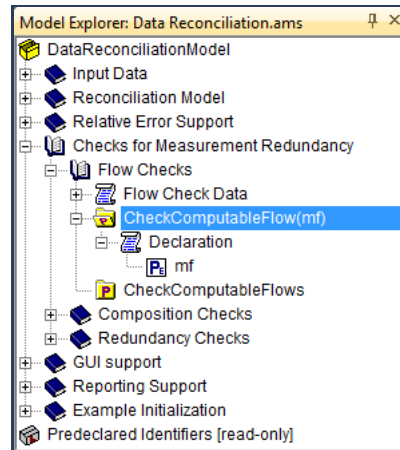 Model Explorer: Data Reconciliation.ams
DataReconciliationModel
Input Data
Reconciliation Model
Relative Error Support
Checks for Measurement Redundancy
Flow Checks
Flow Check Data
P CheckComputableFlow(mf)
Declaration
PE mf
P CheckComputableFlows
Composition Checks
Redundancy Checks
GUI support
Reporting Support
Example Initialization
Predeclared Identifiers [read-only]